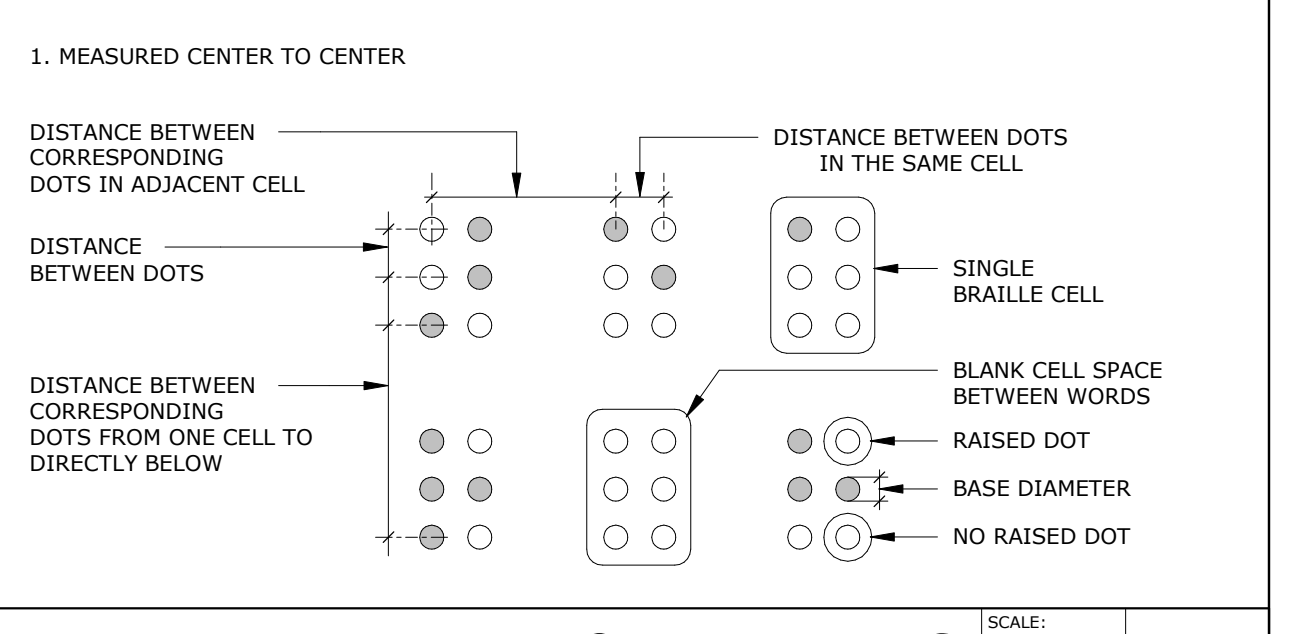 1. MEASURED CENTER TO CENTER
DISTANCE BETWEEN
CORRESPONDING
DOTS IN ADJACENT CELL
DISTANCE BETWEEN DOTS
IN THE SAME CELL
DISTANCE
BETWEEN DOTS
SINGLE
BRAILLE CELL
DISTANCE BETWEEN
CORRESPONDING
DOTS FROM ONE CELL TO
DIRECTLY BELOW
BLANK CELL SPACE
BETWEEN WORDS
RAISED DOT
BASE DIAMETER
NO RAISED DOT
SCALE: